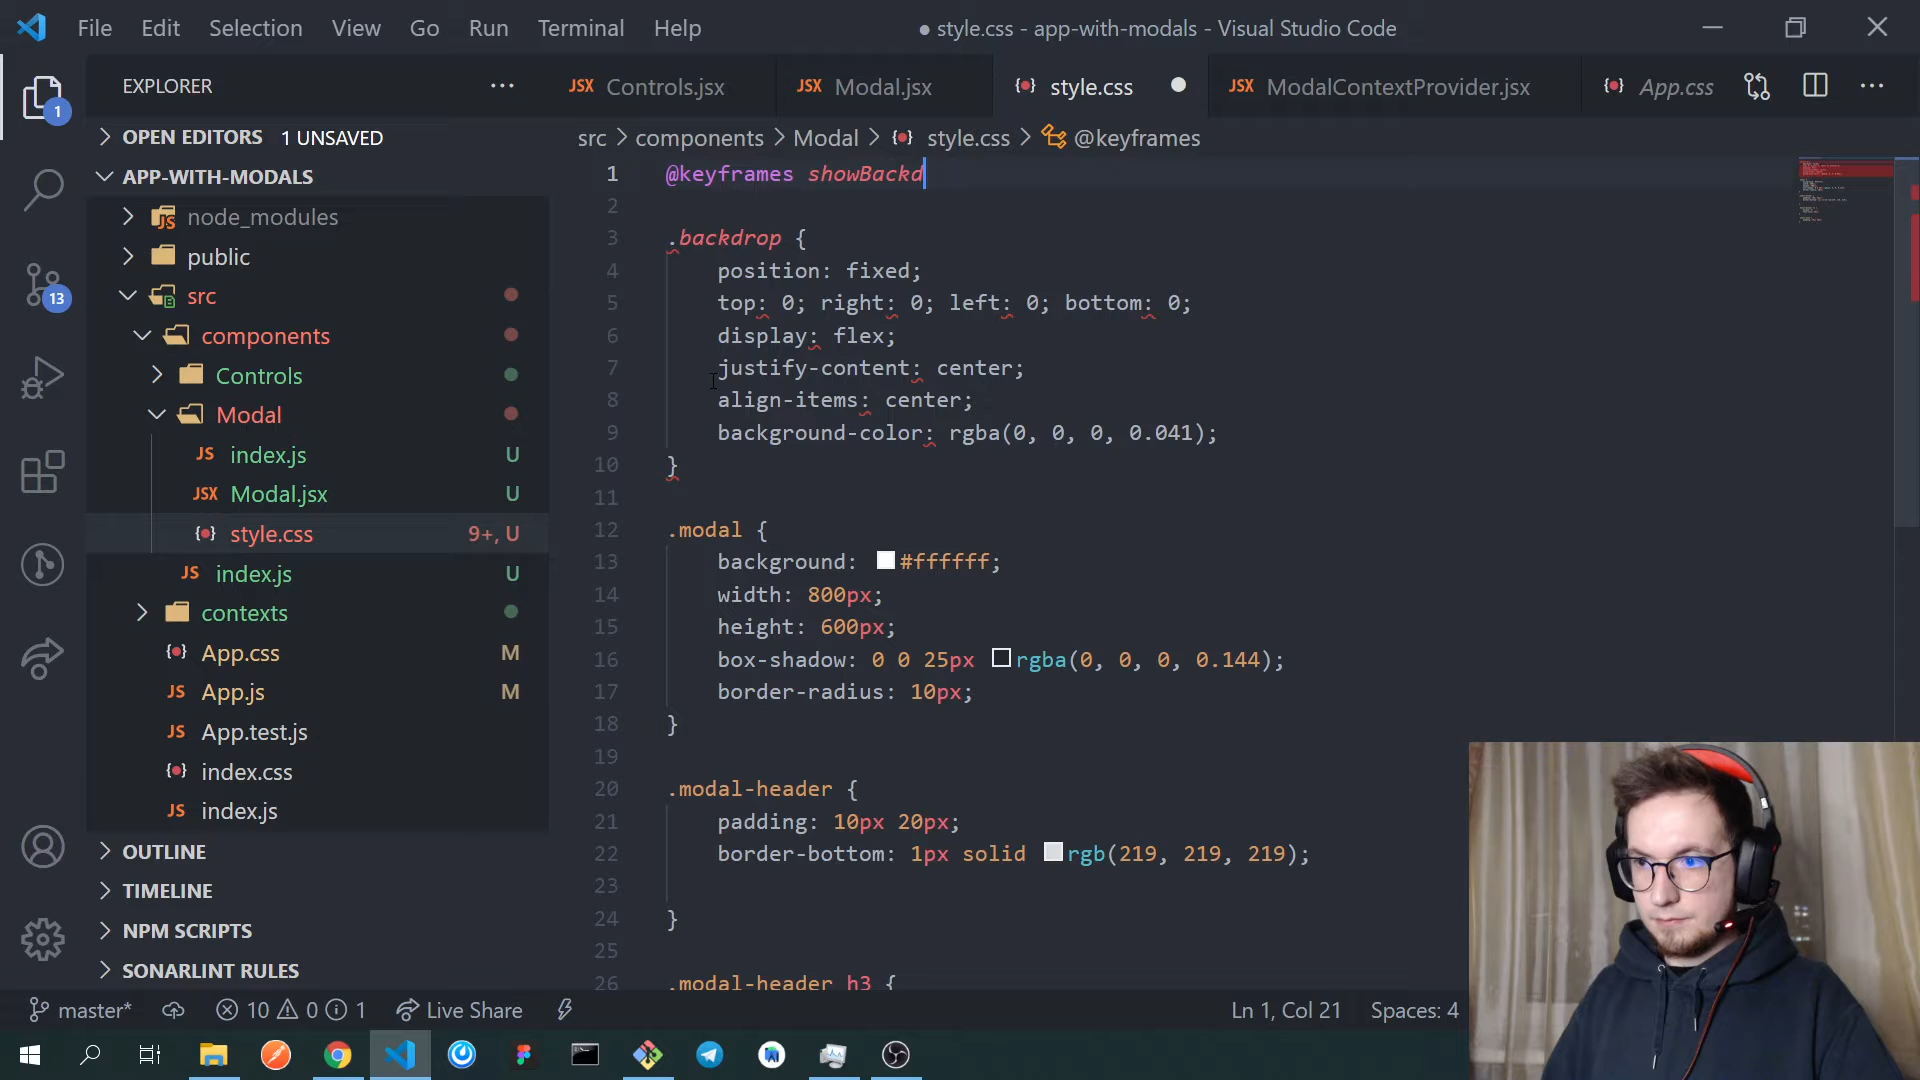 File Edit Selection View Go Run Terminal Help ● style.css - app-with-modals - Visual Studio Code
EXPLORER ···
JSX Controls.jsx JSX Modal.jsx style.css JSX ModalContextProvider.jsx App.css ···
1
OPEN EDITORS 1 UNSAVED
src > components > Modal > style.css > @keyframes
APP-WITH-MODALS
1 @keyframes showBackd
JS node_modules
2
public
3 .backdrop {
13
src
4 position: fixed;
5 top: 0; right: 0; left: 0; bottom: 0;
components
6 display: flex;
Controls
7 justify-content: center;
Modal
8 align-items: center;
9 background-color: rgba(0, 0, 0, 0.041);
JS index.js U
10 }
JSX Modal.jsx U
11
style.css 9+, U
12 .modal {
JS index.js U
13 background: #ffffff;
contexts
14 width: 800px;
15 height: 600px;
App.css M
16 box-shadow: 0 0 25px rgba(0, 0, 0, 0.144);
JS App.js M
17 border-radius: 10px;
JS App.test.js
18 }
19
index.css
20 .modal-header {
JS index.js
21 padding: 10px 20px;
OUTLINE
22 border-bottom: 1px solid rgb(219, 219, 219);
TIMELINE
23
24 }
NPM SCRIPTS
25
SONARLINT RULES
26 .modal-header h3 {
master* 10 0 1 Live Share Ln 1, Col 21 Spaces: 4